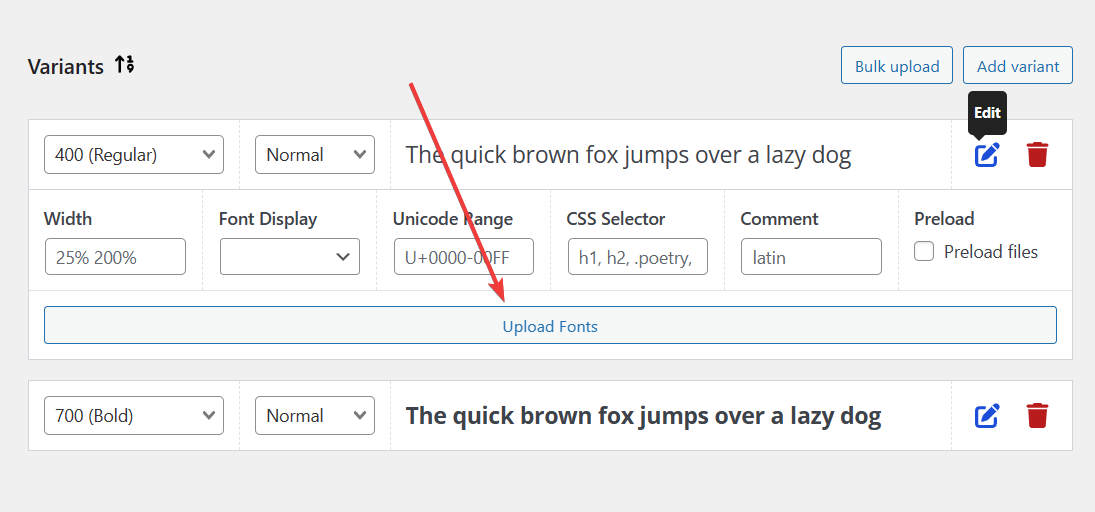 Variants
Bulk upload
Add variant
Edit
400 (Regular)
Normal
The quick brown fox jumps over a lazy dog
Width
Font Display
Unicode Range
CSS Selector
Comment
Preload
25% 200%
U+0000-00FF
h1, h2, .poetry,
latin
Preload files
Upload Fonts
700 (Bold)
Normal
The quick brown fox jumps over a lazy dog